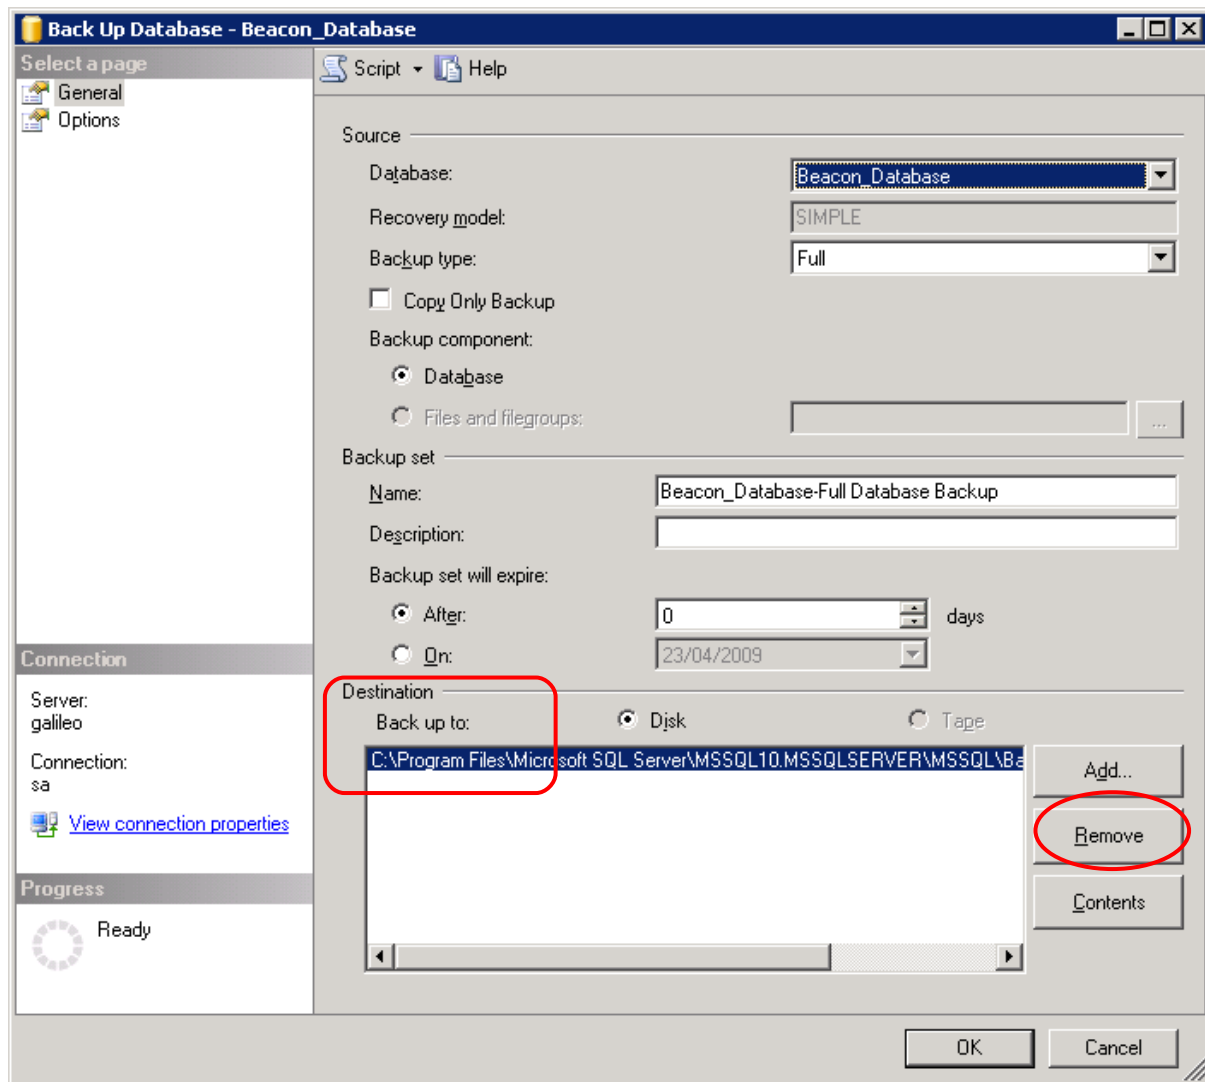 Back Up Database - Beacon_Database
Select a page
General
Options
Script Help
Source
Database: Beacon_Database
Recovery model: SIMPLE
Backup type: Full
Copy Only Backup
Backup component:
Database
Files and filegroups: ...
Backup set
Name: Beacon_Database-Full Database Backup
Description:
Backup set will expire:
After: 0 days
On: 23/04/2009
Destination
Back up to: Disk Tape
C:\Program Files\Microsoft SQL Server\MSSQL10.MSSQLSERVER\MSSQL\Ba
Add...
Remove
Contents
Connection
Server:
galileo
Connection:
sa
View connection properties
Progress
Ready
OK Cancel